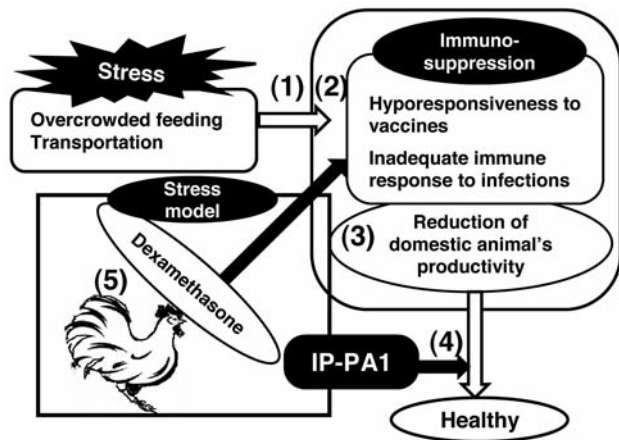 Stress
Overcrowded feeding
Transportation
(1)
(2)
Immuno-
suppression
Hyporesponsiveness to
vaccines
Inadequate immune
response to infections
(3)
Reduction of
domestic animal's
productivity
Stress
model
Dexamethasone
(5)
IP-PA1
(4)
Healthy